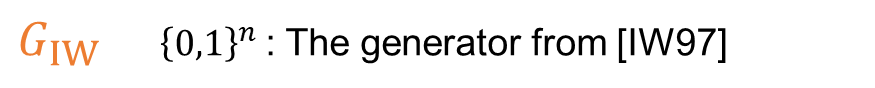 G_IW {0,1}^n : The generator from [IW97]